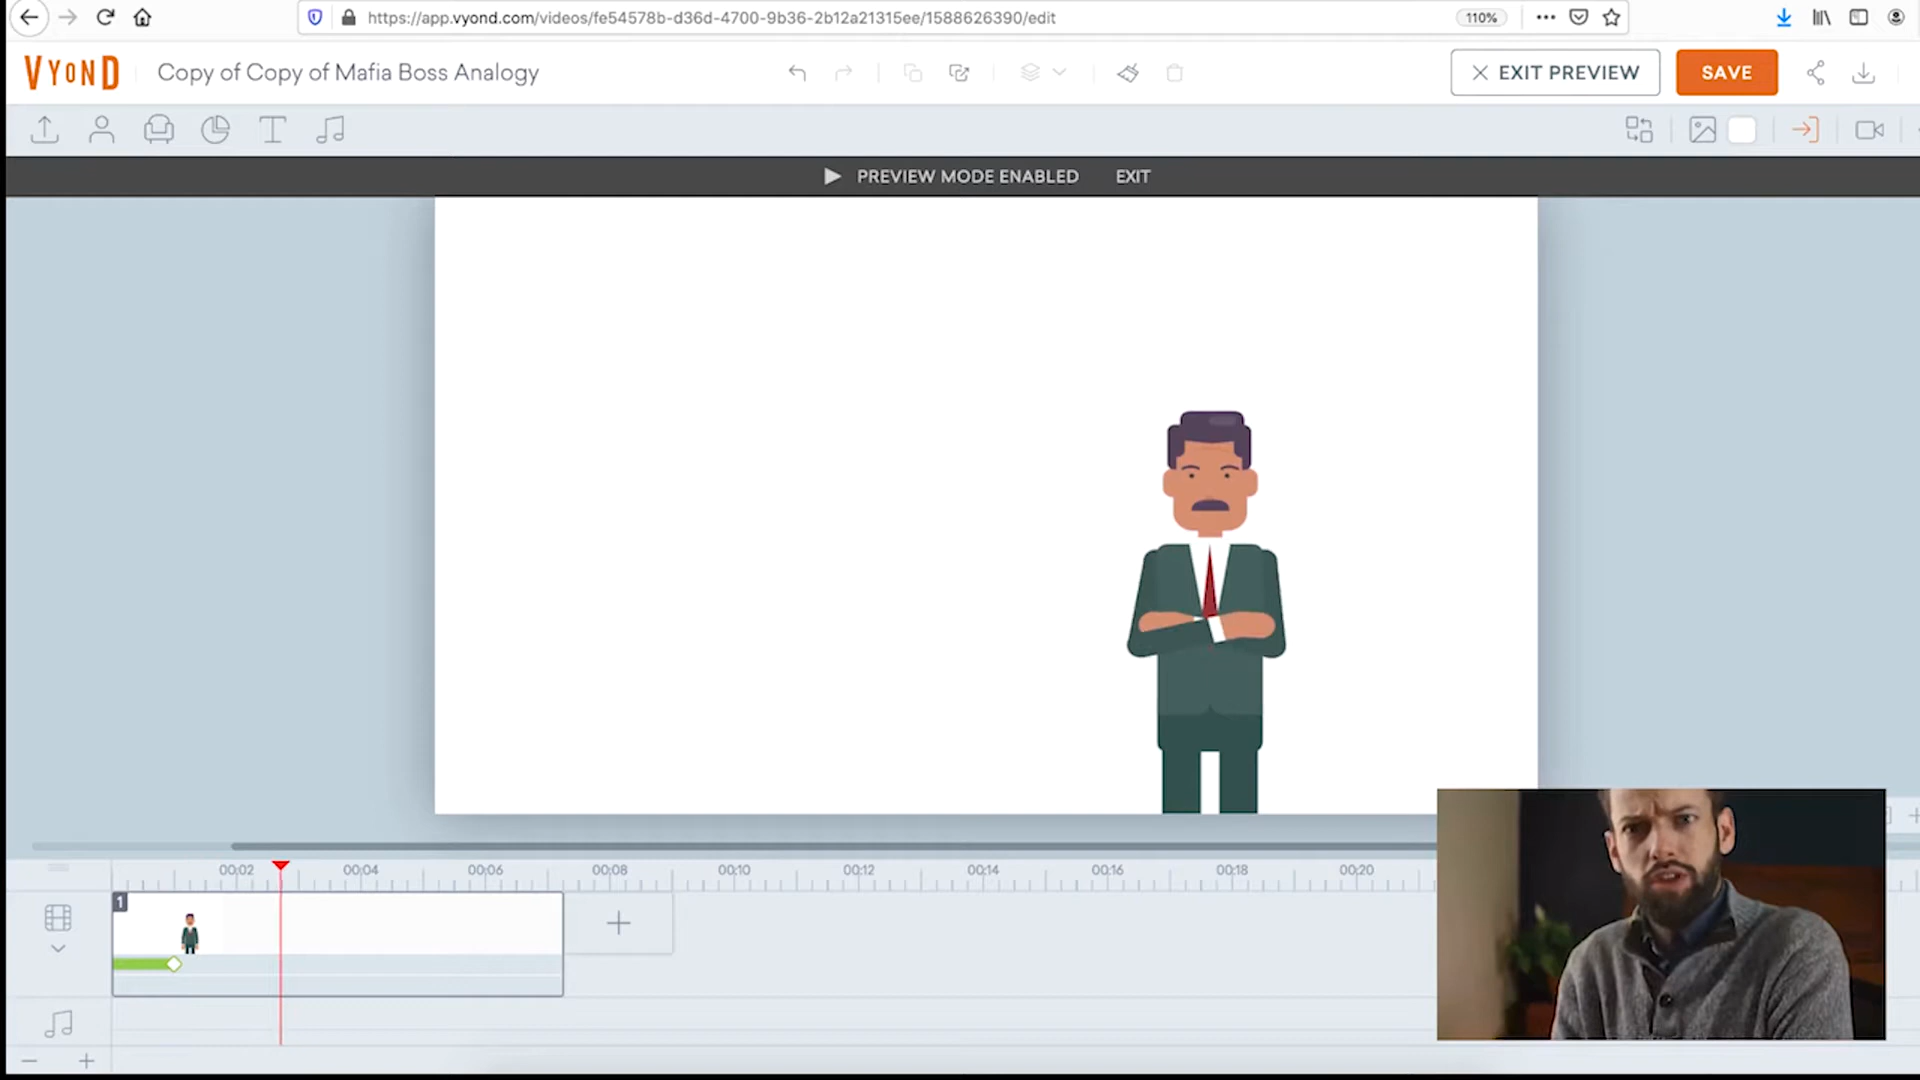 https://app.vyond.com/videos/fe54578b-d36d-4700-9b36-2b12a21315ee/1588626390/edit
110%
VYOND
Copy of Copy of Mafia Boss Analogy
EXIT PREVIEW
SAVE
PREVIEW MODE ENABLED
EXIT
00:02
00:04
00:06
00:08
00:10
00:12
00:14
00:16
00:18
00:20
1